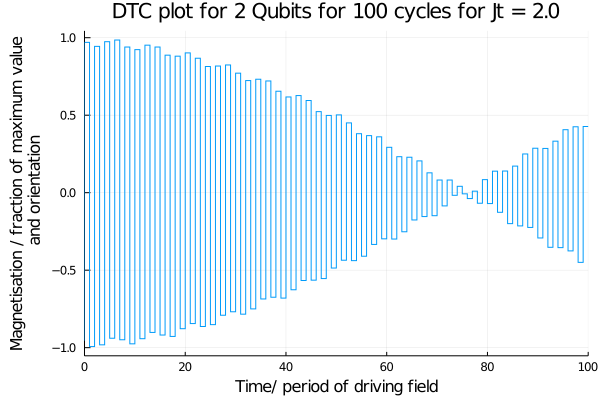 DTC plot for 2 Qubits for 100 cycles for Jt = 2.0
Magnetisation / fraction of maximum value
and orientation
1.0
0.5
0.0
−0.5
−1.0
0 20 40 60 80 100
Time/ period of driving field